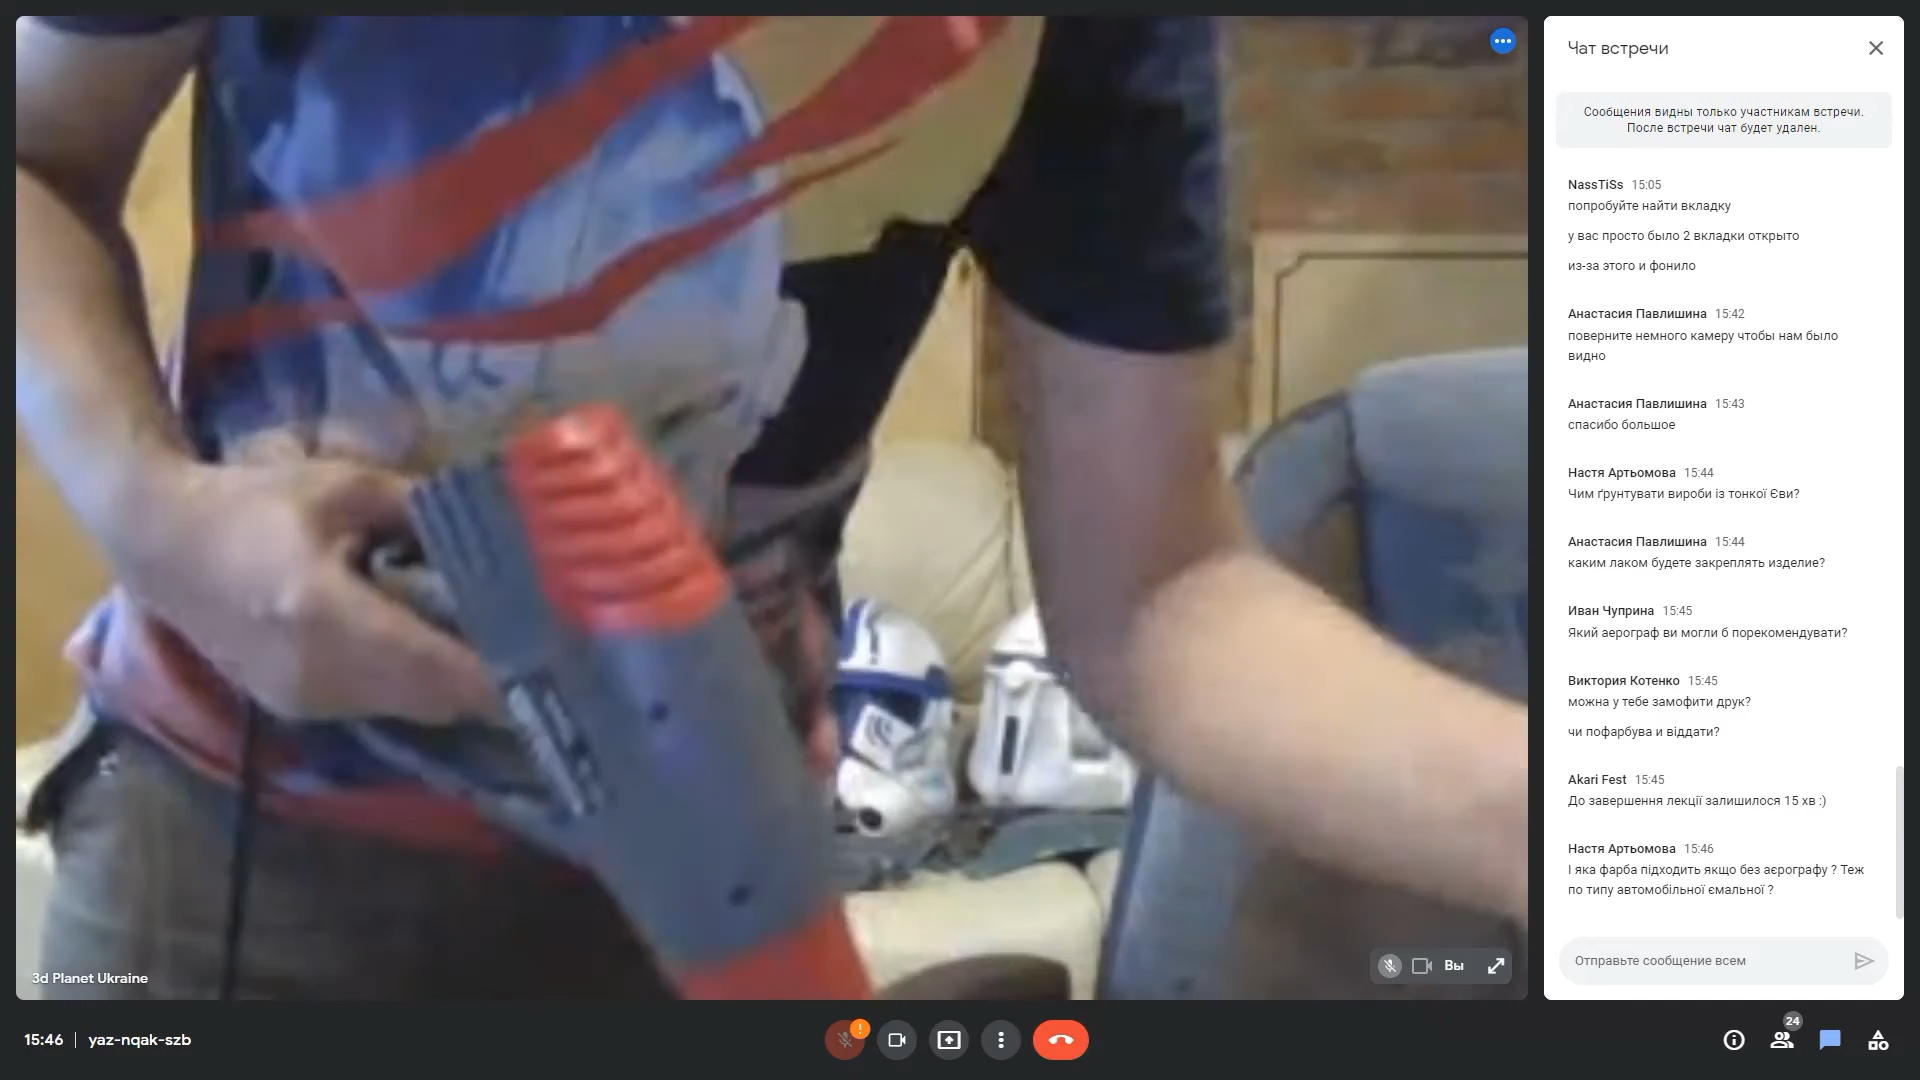 Чат встречи
Сообщения видны только участникам встречи.
После встречи чат будет удален.
NassTiSs 15:05
попробуйте найти вкладку
у вас просто было 2 вкладки открыто
из-за этого и фонило
Анастасия Павлишина 15:42
поверните немного камеру чтобы нам было
видно
Анастасия Павлишина 15:43
спасибо большое
Настя Артьомова 15:44
Чим ґрунтувати вироби із тонкої Єви?
Анастасия Павлишина 15:44
каким лаком будете закреплять изделие?
Иван Чуприна 15:45
Який аерограф ви могли б порекомендувати?
Виктория Котенко 15:45
можна у тебе замофити друк?
чи пофарбува и віддати?
Akari Fest 15:45
До завершення лекції залишилося 15 хв :)
Настя Артьомова 15:46
І яка фарба підходить якщо без аєрографу ? Теж
по типу автомобільної ємальної ?
Отправьте сообщение всем
3d Planet Ukraine
Вы
15:46 | yaz-nqak-szb
24